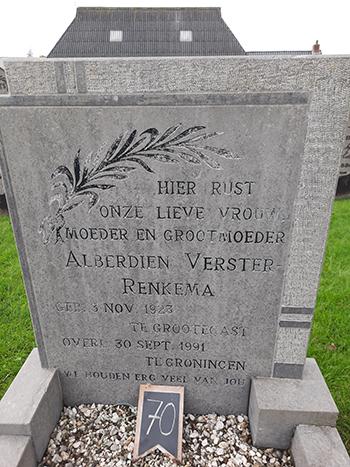 HIER RUST
ONZE LIEVE VROUW
MOEDER EN GROOTMOEDER
ALBERDIEN VERSTER-
RENKEMA
GEB. 3 NOV. 1923
TE GROOTEGAST
OVERL. 30 SEPT. 1991
TE GRONINGEN
WE HOUDEN ERG VEEL VAN JOU
70